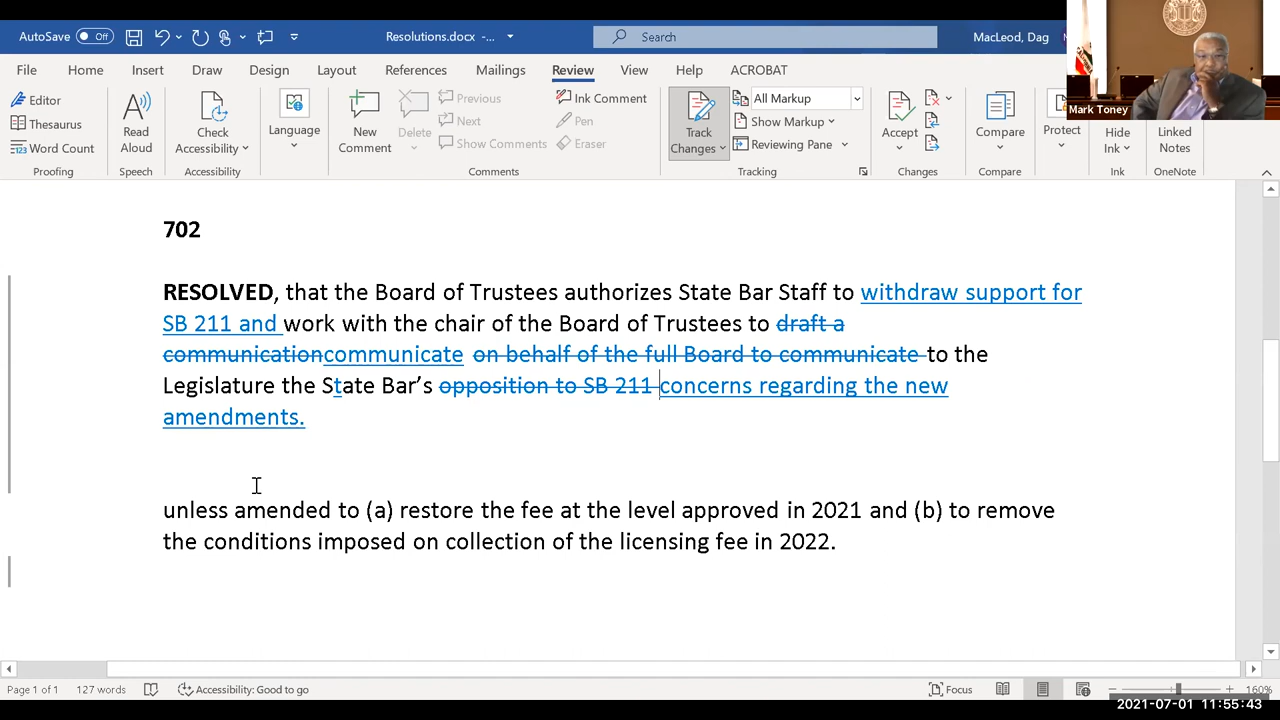 AutoSave Off Resolutions.docx -... Search MacLeod, Dag
File Home Insert Draw Design Layout References Mailings Review View Help ACROBAT
Mark Toney
Editor
Thesaurus
Word Count
Proofing
Read Aloud
Speech
Check Accessibility
Accessibility
Language
New Comment
Delete
Previous
Next
Show Comments
Ink Comment
Pen
Eraser
Comments
Track Changes
All Markup
Show Markup
Reviewing Pane
Tracking
Accept
Changes
Compare
Compare
Protect
Hide Ink
Ink
Linked Notes
OneNote
702
RESOLVED, that the Board of Trustees authorizes State Bar Staff to withdraw support for
SB 211 and work with the chair of the Board of Trustees to draft a
communicationcommunicate on behalf of the full Board to communicate to the
Legislature the State Bar’s opposition to SB 211 concerns regarding the new
amendments.
unless amended to (a) restore the fee at the level approved in 2021 and (b) to remove
the conditions imposed on collection of the licensing fee in 2022.
Page 1 of 1 127 words Accessibility: Good to go Focus 160%
2021-07-01 11:55:43